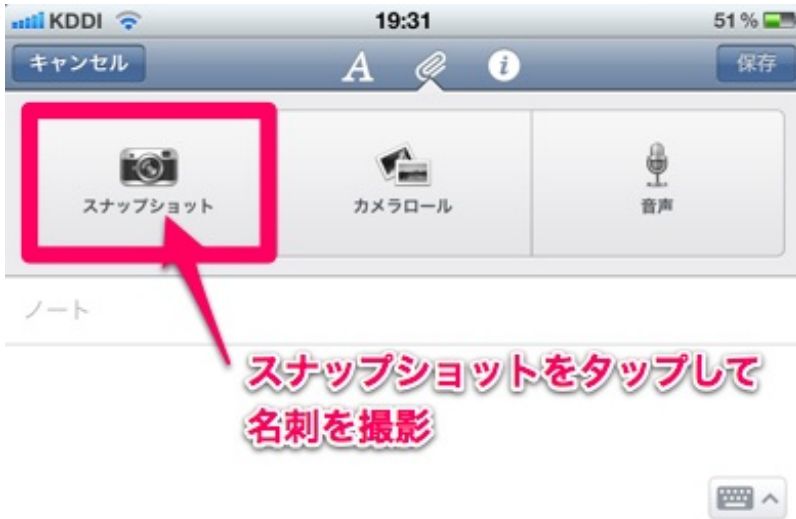 KDDI 19:31 51%
キャンセル A i 保存
スナップショット カメラロール 音声
ノート
スナップショットをタップして
名刺を撮影